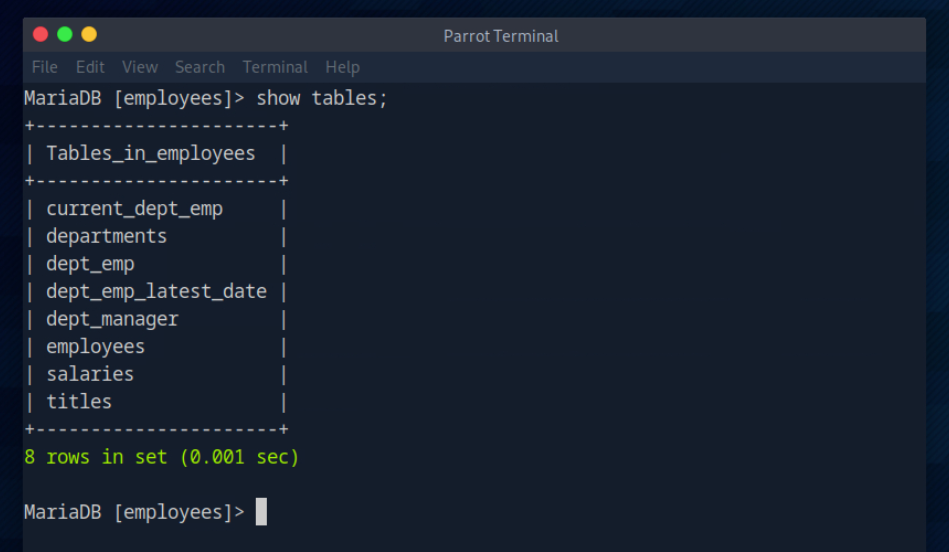 Parrot Terminal
File Edit View Search Terminal Help
MariaDB [employees]> show tables;
+----------------------+
| Tables_in_employees  |
+----------------------+
| current_dept_emp     |
| departments          |
| dept_emp             |
| dept_emp_latest_date |
| dept_manager         |
| employees            |
| salaries             |
| titles               |
+----------------------+
8 rows in set (0.001 sec)
MariaDB [employees]>